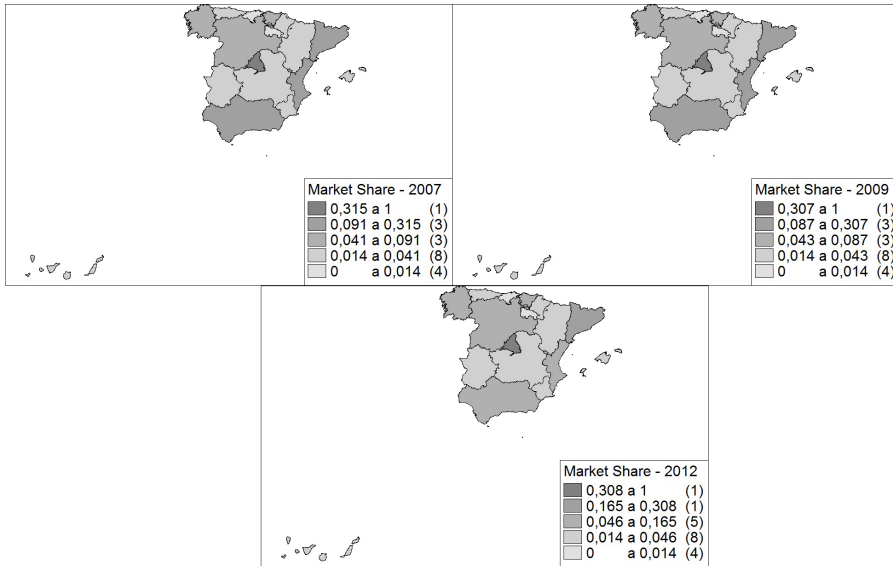 Market Share - 2007
0,315 a 1 (1)
0,091 a 0,315 (3)
0,041 a 0,091 (3)
0,014 a 0,041 (8)
0 a 0,014 (4)
Market Share - 2009
0,307 a 1 (1)
0,087 a 0,307 (3)
0,043 a 0,087 (3)
0,014 a 0,043 (8)
0 a 0,014 (4)
Market Share - 2012
0,308 a 1 (1)
0,165 a 0,308 (1)
0,046 a 0,165 (5)
0,014 a 0,046 (8)
0 a 0,014 (4)